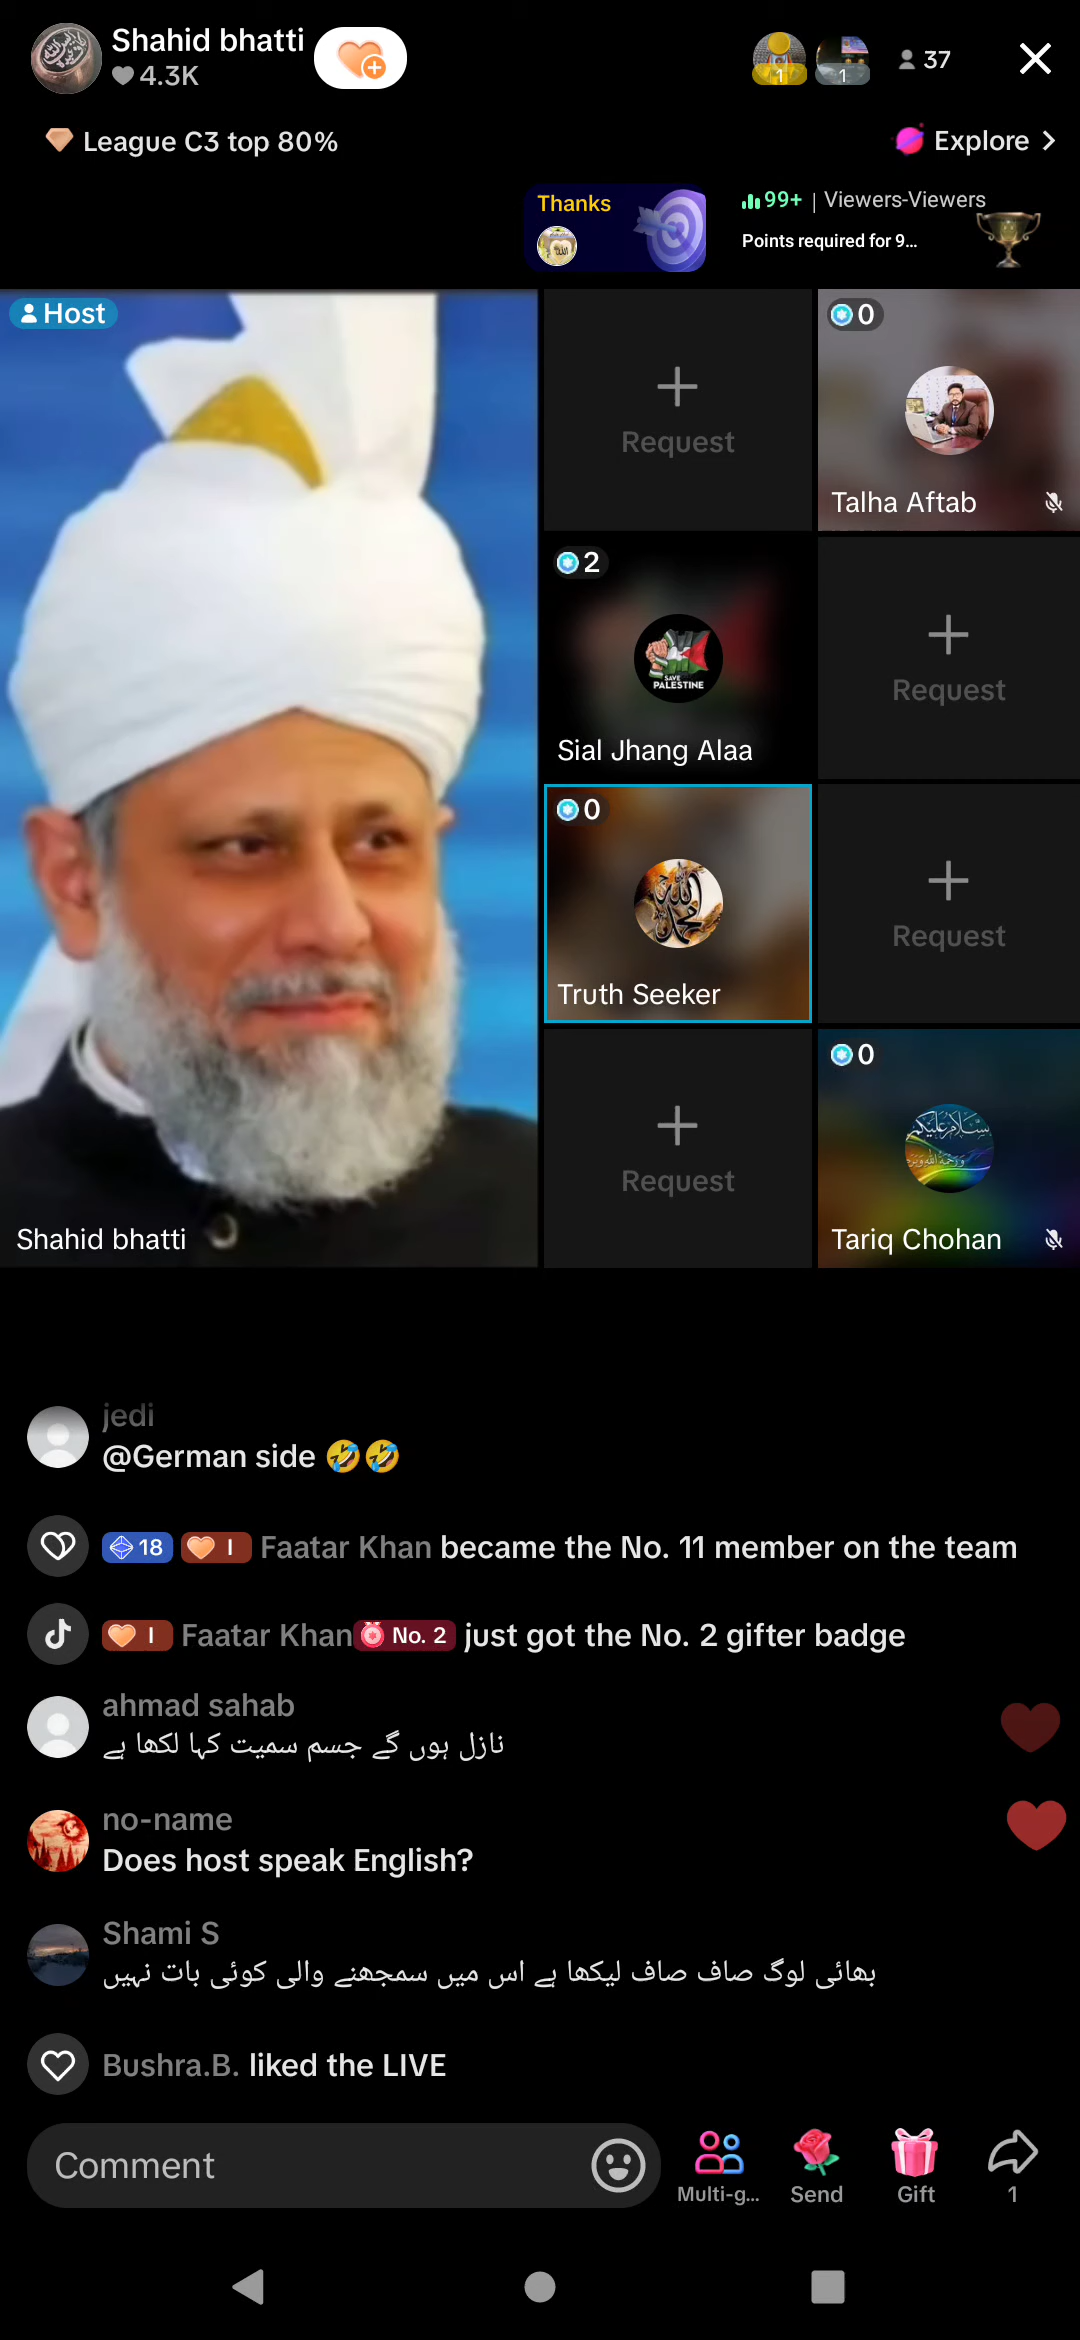 Shahid bhatti
4.3K
1
1
37
League C3 top 80%
Explore
Thanks
99+ | Viewers-Viewers
Points required for 9...
Host
Request
0
Talha Aftab
2
SAVE
PALESTINE
Sial Jhang Alaa
Request
0
Truth Seeker
Request
Request
0
Tariq Chohan
Shahid bhatti
jedi
@German side 🤣🤣
18 I Faatar Khan became the No. 11 member on the team
I Faatar Khan No. 2 just got the No. 2 gifter badge
ahmad sahab
نازل ہوں گے جسم سمیت کہا لکھا ہے
no-name
Does host speak English?
Shami S
بھائی لوگ صاف صاف لیکھا ہے اس میں سمجھنے والی کوئی بات نہیں
Bushra.B. liked the LIVE
Comment
Multi-g...
Send
Gift
1